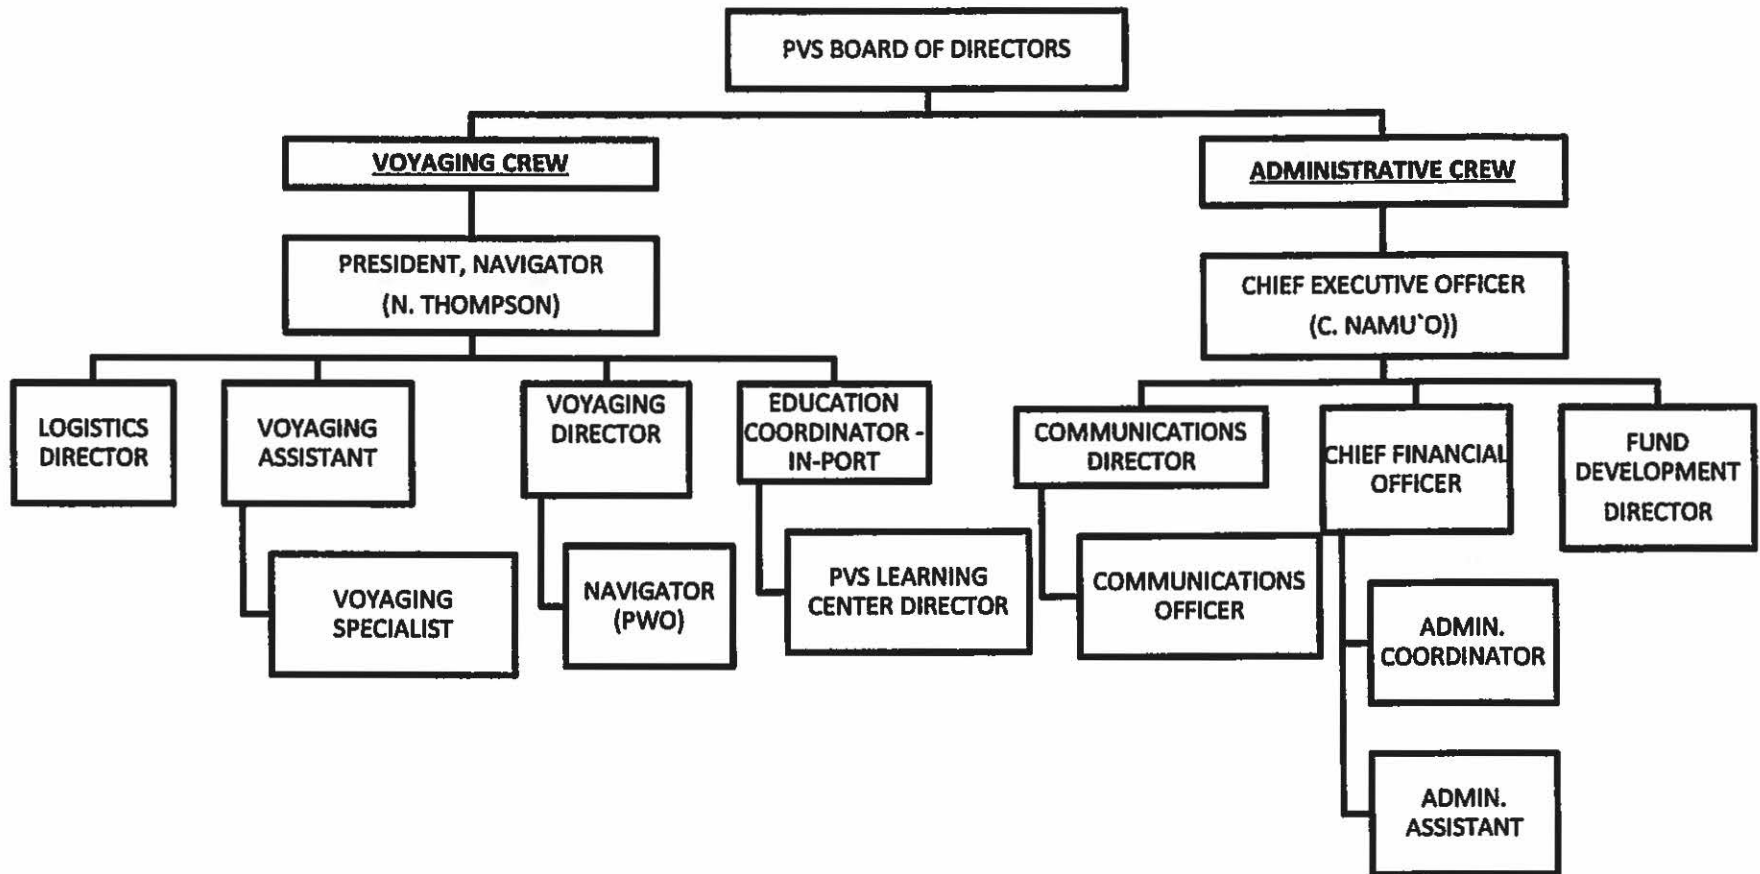 PVS BOARD OF DIRECTORS
VOYAGING CREW
ADMINISTRATIVE CREW
PRESIDENT, NAVIGATOR
(N. THOMPSON)
CHIEF EXECUTIVE OFFICER
(C. NAMU`O))
LOGISTICS
DIRECTOR
VOYAGING
ASSISTANT
VOYAGING
DIRECTOR
EDUCATION
COORDINATOR -
IN-PORT
COMMUNICATIONS
DIRECTOR
CHIEF FINANCIAL
OFFICER
FUND
DEVELOPMENT
DIRECTOR
VOYAGING
SPECIALIST
NAVIGATOR
(PWO)
PVS LEARNING
CENTER DIRECTOR
COMMUNICATIONS
OFFICER
ADMIN.
COORDINATOR
ADMIN.
ASSISTANT